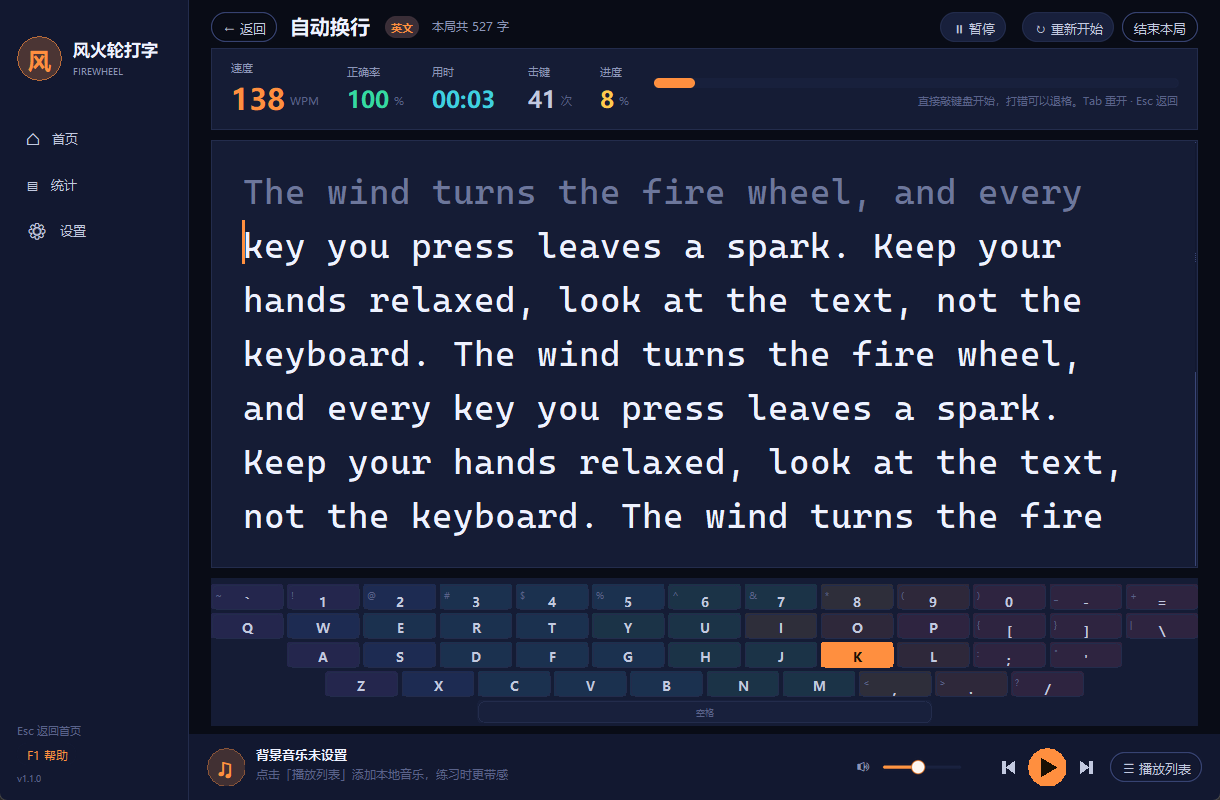 风
风火轮打字
FIREWHEEL
首页
统计
设置
Esc 返回首页
F1 帮助
v1.1.0
← 返回
自动换行
英文
本局共 527 字
暂停
重新开始
结束本局
速度
138 WPM
正确率
100 %
用时
00:03
击键
41 次
进度
8 %
直接敲键盘开始，打错可以退格。Tab 重开 · Esc 返回
The wind turns the fire wheel, and every
key you press leaves a spark. Keep your
hands relaxed, look at the text, not the
keyboard. The wind turns the fire wheel,
and every key you press leaves a spark.
Keep your hands relaxed, look at the text,
not the keyboard. The wind turns the fire
~ ` ! 1 @ 2 # 3 $ 4 % 5 ^ 6 & 7 * 8 ( 9 ) 0 _ - + =
Q W E R T Y U I O P { [ } ] | \
A S D F G H J K L : ; " '
Z X C V B N M < , > . ? /
空格
背景音乐未设置
点击「播放列表」添加本地音乐，练习时更带感
播放列表